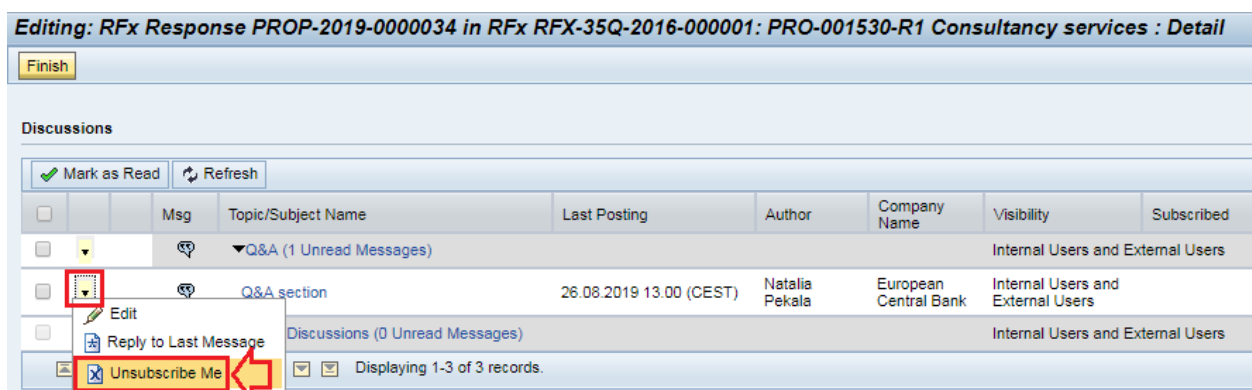 Editing: RFx Response PROP-2019-0000034 in RFx RFX-35Q-2016-000001: PRO-001530-R1 Consultancy services : Detail
Finish
Discussions
Mark as Read Refresh
Msg Topic/Subject Name Last Posting Author Company Name Visibility Subscribed
Q&A (1 Unread Messages) Internal Users and External Users
Q&A section 26.08.2019 13.00 (CEST) Natalia Pekala European Central Bank Internal Users and External Users
Edit
Discussions (0 Unread Messages) Internal Users and External Users
Reply to Last Message
Unsubscribe Me Displaying 1-3 of 3 records.